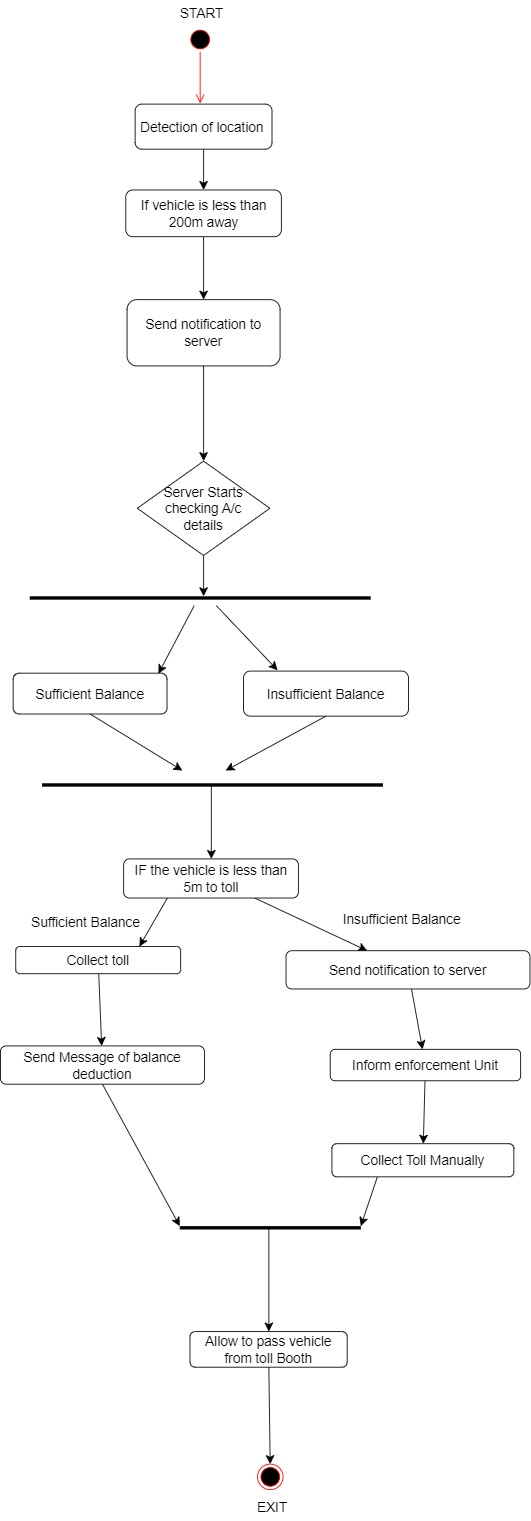 START
Detection of location
If vehicle is less than
200m away
Send notification to
server
Server Starts
checking A/c
details
Sufficient Balance
Insufficient Balance
IF the vehicle is less than
5m to toll
Sufficient Balance
Insufficient Balance
Collect toll
Send notification to server
Send Message of balance
deduction
Inform enforcement Unit
Collect Toll Manually
Allow to pass vehicle
from toll Booth
EXIT